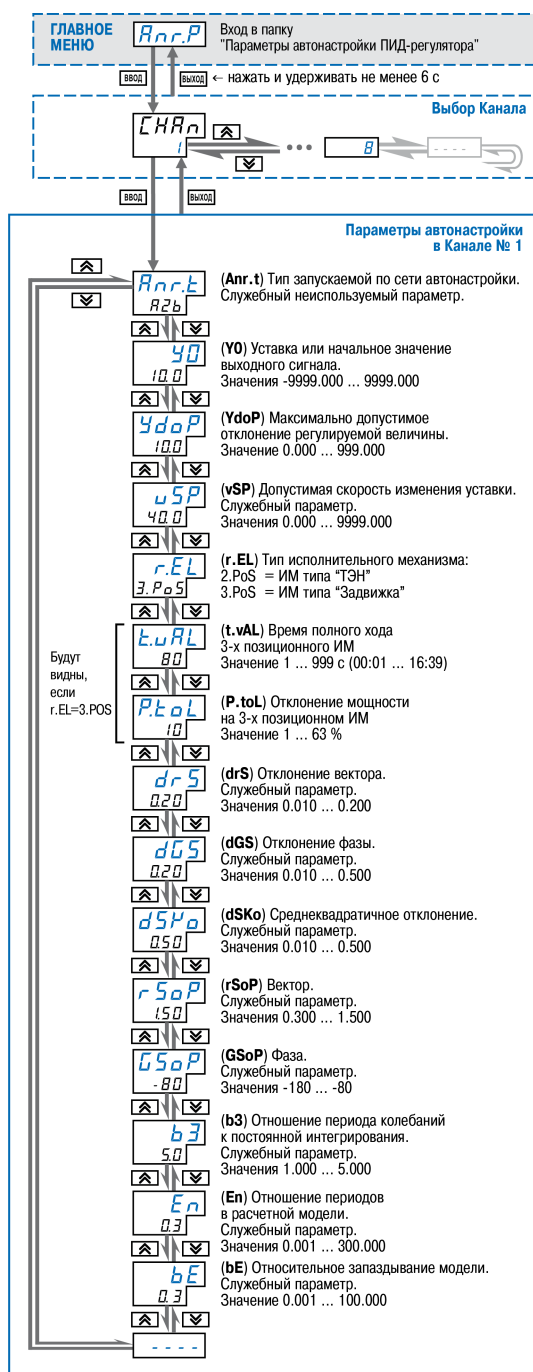 ГЛАВНОЕ
МЕНЮ
Anr.P
Вход в папку
"Параметры автонастройки ПИД-регулятора"
ввод
выход
← нажать и удерживать не менее 6 с
Выбор Канала
CHAn
1
•••
8
- - - -
ввод
выход
Параметры автонастройки
в Канале № 1
Anr.t
A2b
(Anr.t) Тип запускаемой по сети автонастройки.
Служебный неиспользуемый параметр.
Y0
10.0
(Y0) Уставка или начальное значение
выходного сигнала.
Значения -9999.000 ... 9999.000
YdoP
10.0
(YdoP) Максимально допустимое
отклонение регулируемой величины.
Значение 0.000 ... 999.000
uSP
40.0
(vSP) Допустимая скорость изменения уставки.
Служебный параметр.
Значения 0.000 ... 9999.000
r.EL
3.PoS
(r.EL) Тип исполнительного механизма:
2.PoS = ИМ типа “ТЭН”
3.PoS = ИМ типа “Задвижка”
Будут
видны,
если
r.EL=3.POS
t.uAL
80
(t.vAL) Время полного хода
3-х позиционного ИМ
Значение 1 ... 999 с (00:01 ... 16:39)
P.toL
10
(P.toL) Отклонение мощности
на 3-х позиционном ИМ
Значение 1 ... 63 %
drS
0.20
(drS) Отклонение вектора.
Служебный параметр.
Значения 0.010 ... 0.200
dGS
0.20
(dGS) Отклонение фазы.
Служебный параметр.
Значения 0.010 ... 0.500
dSKo
0.50
(dSKo) Среднеквадратичное отклонение.
Служебный параметр.
Значения 0.010 ... 0.500
rSoP
1.50
(rSoP) Вектор.
Служебный параметр.
Значения 0.300 ... 1.500
GSoP
-80
(GSoP) Фаза.
Служебный параметр.
Значения -180 ... -80
b3
5.0
(b3) Отношение периода колебаний
к постоянной интегрирования.
Служебный параметр.
Значения 1.000 ... 5.000
En
0.3
(En) Отношение периодов
в расчетной модели.
Служебный параметр.
Значения 0.001 ... 300.000
bE
0.3
(bE) Относительное запаздывание модели.
Служебный параметр.
Значение 0.001 ... 100.000
- - - -